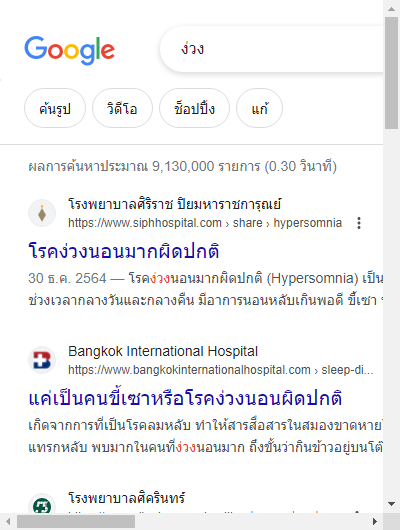 Google
ง่วง
ค้นรูป วิดีโอ ช็อปปิ้ง แก้
ผลการค้นหาประมาณ 9,130,000 รายการ (0.30 วินาที)
โรงพยาบาลศิริราช ปิยมหาราชการุณย์
https://www.siphhospital.com › share › hypersomnia
โรคง่วงนอนมากผิดปกติ
30 ธ.ค. 2564 — โรคง่วงนอนมากผิดปกติ (Hypersomnia) เป็น
ช่วงเวลากลางวันและกลางคืน มีอาการนอนหลับเกินพอดี ขี้เซา
Bangkok International Hospital
https://www.bangkokinternationalhospital.com › sleep-di...
แค่เป็นคนขี้เซาหรือโรคง่วงนอนผิดปกติ
เกิดจากการที่เป็นโรคลมหลับ ทำให้สารสื่อสารในสมองขาดหาย
แทรกหลับ พบมากในคนที่ง่วงนอนมาก ถึงขั้นว่ากินข้าวอยู่บนโต๊
โรงพยาบาลศิครินทร์